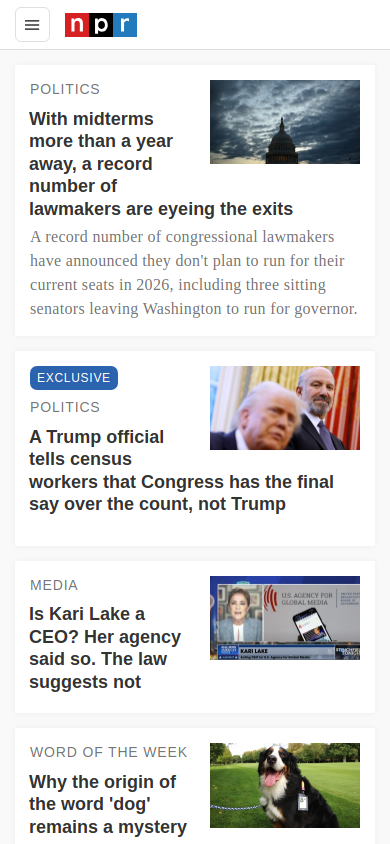 npr
POLITICS
With midterms
more than a year
away, a record
number of
lawmakers are eyeing the exits
A record number of congressional lawmakers
have announced they don't plan to run for their
current seats in 2026, including three sitting
senators leaving Washington to run for governor.
EXCLUSIVE
POLITICS
A Trump official
tells census
workers that Congress has the final
say over the count, not Trump
MEDIA
Is Kari Lake a
CEO? Her agency
said so. The law
suggests not
U.S. AGENCY FOR
GLOBAL MEDIA
KARI LAKE
WORD OF THE WEEK
Why the origin of
the word 'dog'
remains a mystery